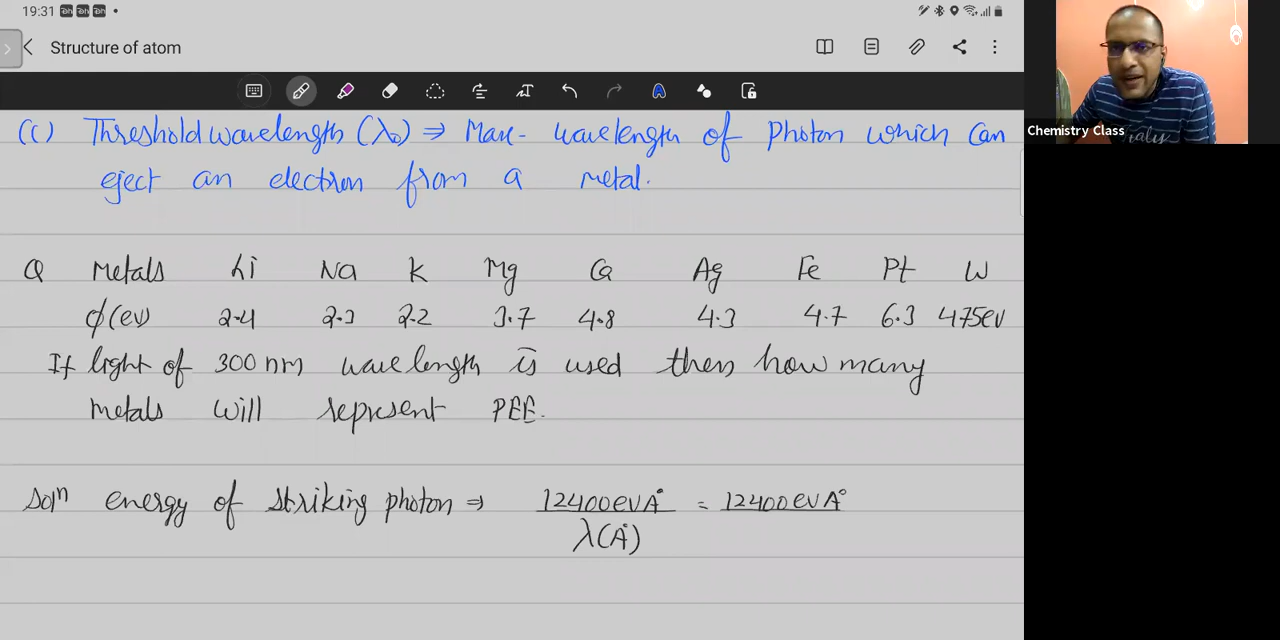 19:31
Structure of atom
(C) Threshold wavelength (λ₀) ⇒ Max- wavelength of photon which can
eject an electron from a metal.
Q Metals Li Na K Mg Ca Ag Fe Pt W
ϕ(ev) 2.4 2.3 2.2 3.7 4.8 4.3 4.7 6.3 4.75ev
If light of 300 nm wavelength is used then how many
metals will represent PEE.
Solⁿ energy of striking photon ⇒ 12400evA° / λ(A°) = 12400evA°
Chemistry Class